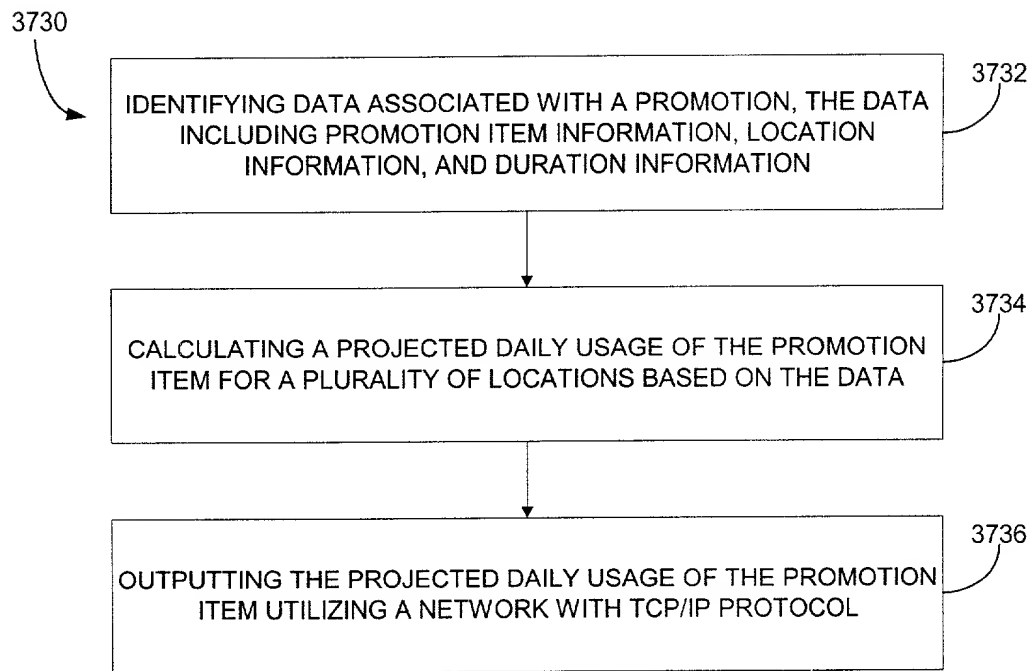 3730
3732
IDENTIFYING DATA ASSOCIATED WITH A PROMOTION, THE DATA
INCLUDING PROMOTION ITEM INFORMATION, LOCATION
INFORMATION, AND DURATION INFORMATION
3734
CALCULATING A PROJECTED DAILY USAGE OF THE PROMOTION
ITEM FOR A PLURALITY OF LOCATIONS BASED ON THE DATA
3736
OUTPUTTING THE PROJECTED DAILY USAGE OF THE PROMOTION
ITEM UTILIZING A NETWORK WITH TCP/IP PROTOCOL